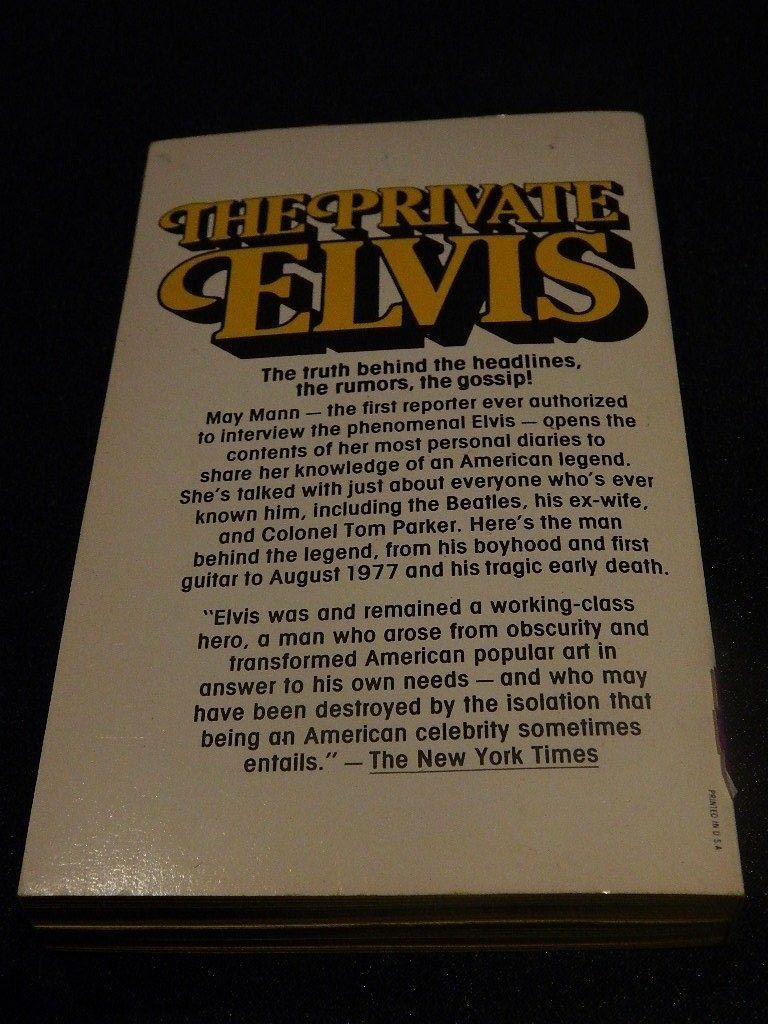 THE PRIVATE
ELVIS
The truth behind the headlines,
the rumors, the gossip!
May Mann — the first reporter ever authorized
to interview the phenomenal Elvis — opens the
contents of her most personal diaries to
share her knowledge of an American legend.
She's talked with just about everyone who's ever
known him, including the Beatles, his ex-wife,
and Colonel Tom Parker. Here's the man
behind the legend, from his boyhood and first
guitar to August 1977 and his tragic early death.
"Elvis was and remained a working-class
hero, a man who arose from obscurity and
transformed American popular art in
answer to his own needs — and who may
have been destroyed by the isolation that
being an American celebrity sometimes
entails." — The New York Times
PRINTED IN U.S.A.